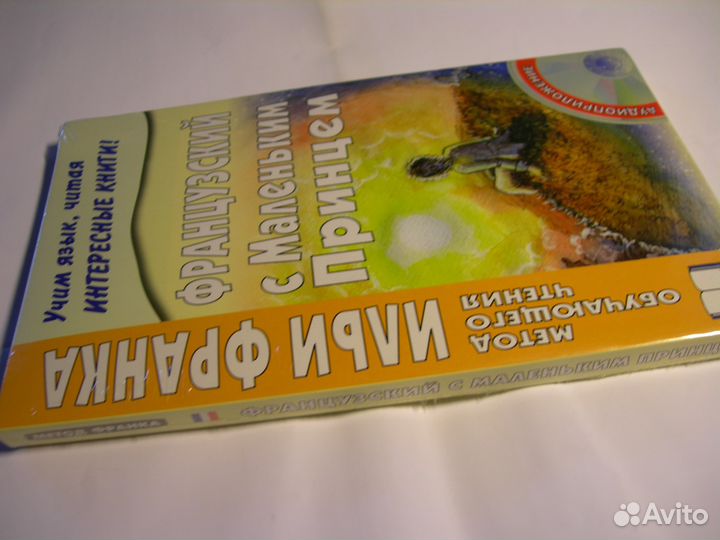 Учим язык, читая
ИНТЕРЕСНЫЕ КНИГИ!
ФРАНЦУЗСКИЙ
с Маленьким
Принцем
АУДИОПРИЛОЖЕНИЕ
МЕТОД
ОБУЧАЮЩЕГО
ЧТЕНИЯ
ИЛЬИ ФРАНКА
МЕТОД ФРАНКА
ФРАНЦУЗСКИЙ С МАЛЕНЬКИМ ПРИНЦ
Avito